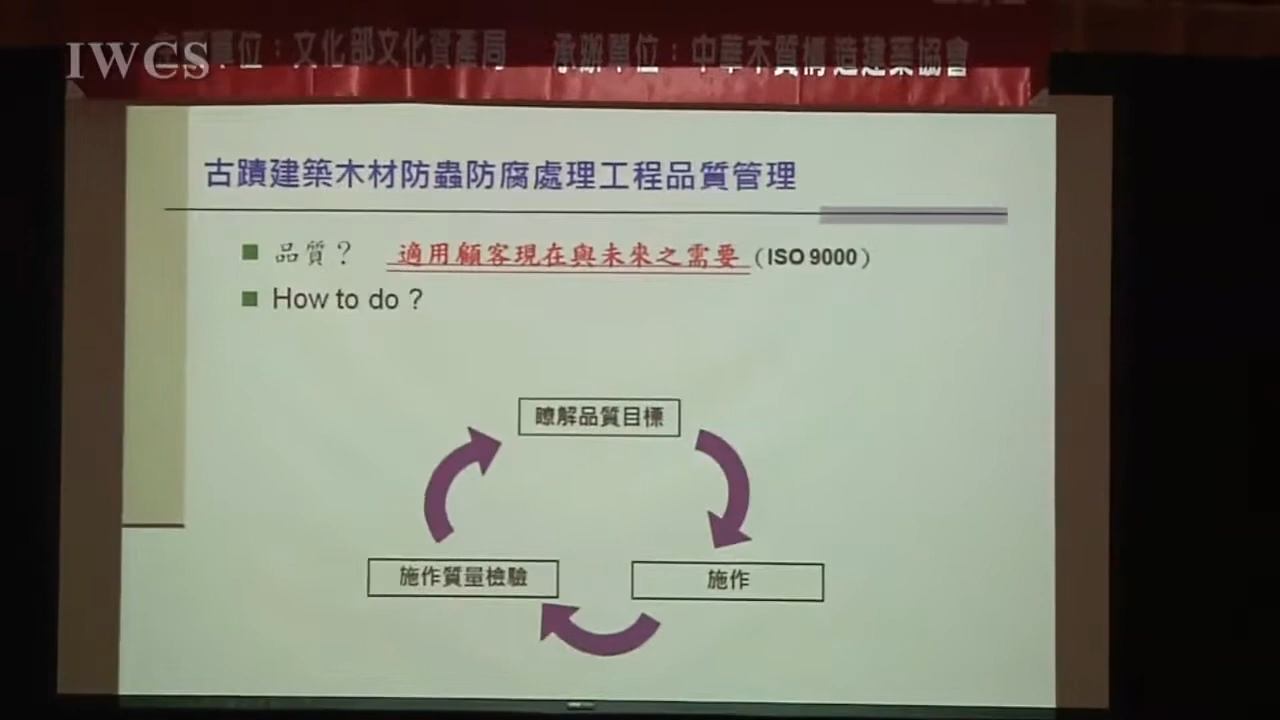 IWCS
單位：文化部文化資產局 承辦單位：中華木質構造建築協會
古蹟建築木材防蟲防腐處理工程品質管理
品質？ 適用顧客現在與未來之需要（ISO 9000）
How to do？
瞭解品質目標
施作質量檢驗 施作